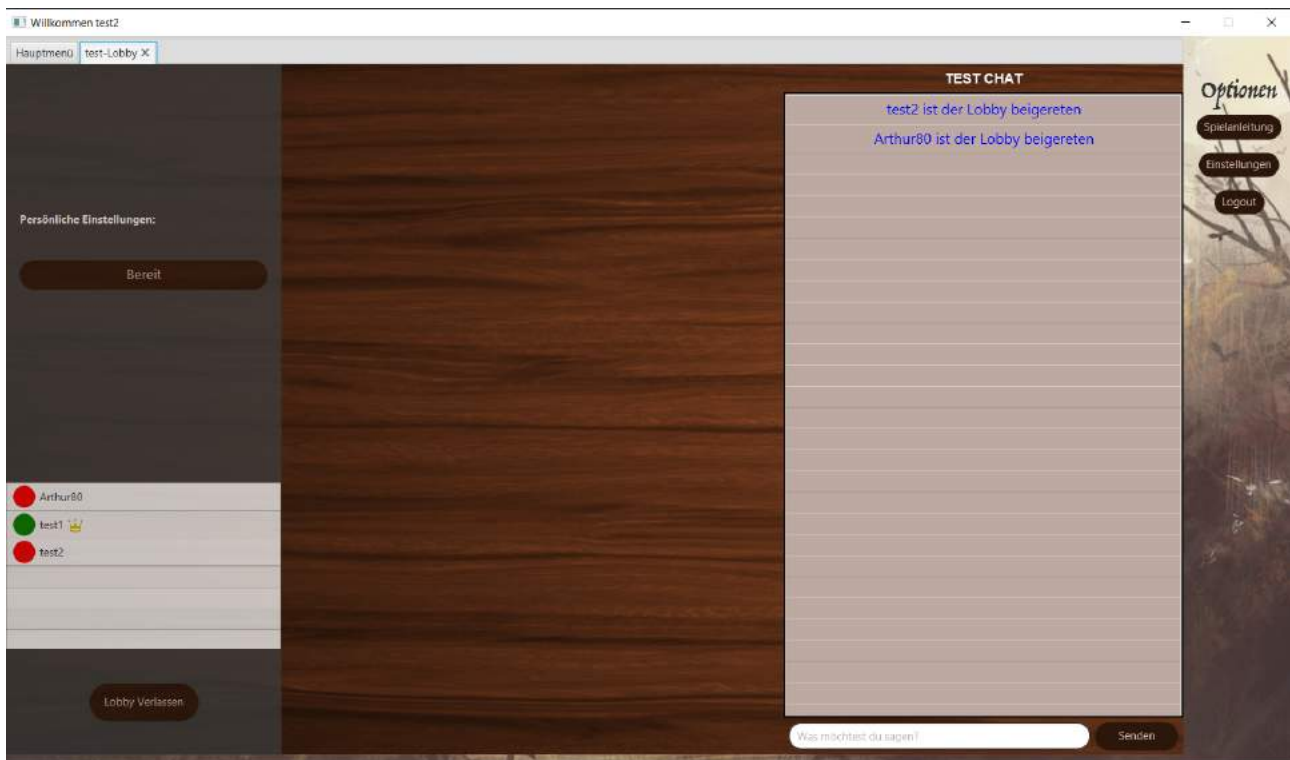 Willkommen test2
Hauptmenü test-Lobby
TEST CHAT
test2 ist der Lobby beigereten
Arthur80 ist der Lobby beigereten
Optionen
Spielanleitung
Einstellungen
Logout
Persönliche Einstellungen:
Bereit
Arthur80
test1
test2
Lobby Verlassen
Was möchtest du sagen?
Senden